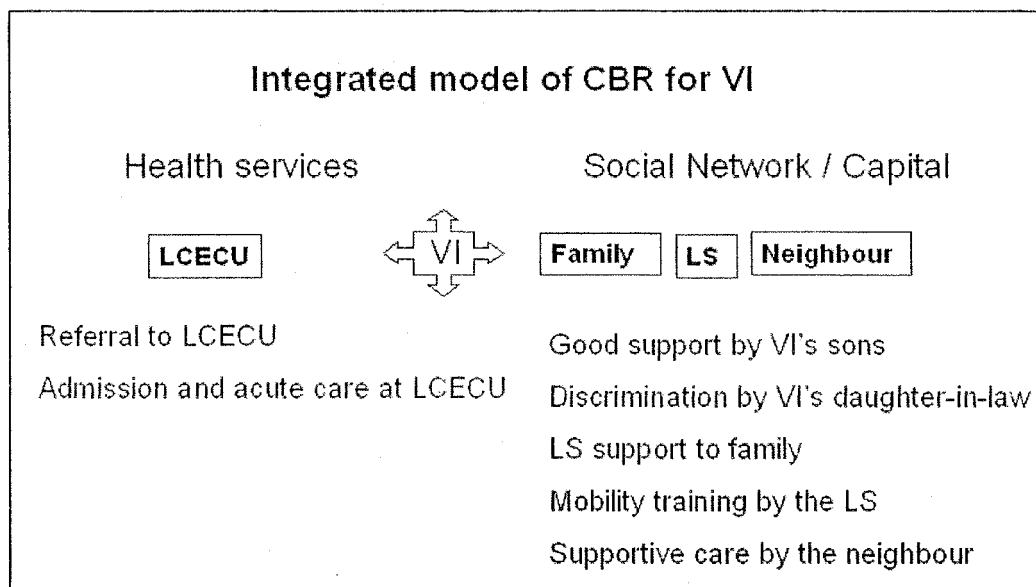 Integrated model of CBR for VI
Health services
Social Network / Capital
LCECU
VI
Family
LS
Neighbour
Referral to LCECU
Admission and acute care at LCECU
Good support by VI's sons
Discrimination by VI's daughter-in-law
LS support to family
Mobility training by the LS
Supportive care by the neighbour